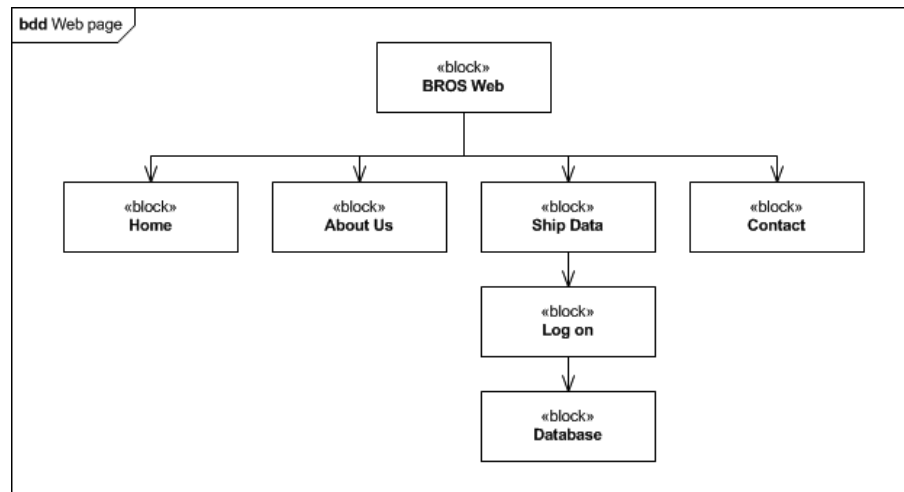 bdd Web page
«block»
BROS Web
«block»
Home
«block»
About Us
«block»
Ship Data
«block»
Contact
«block»
Log on
«block»
Database